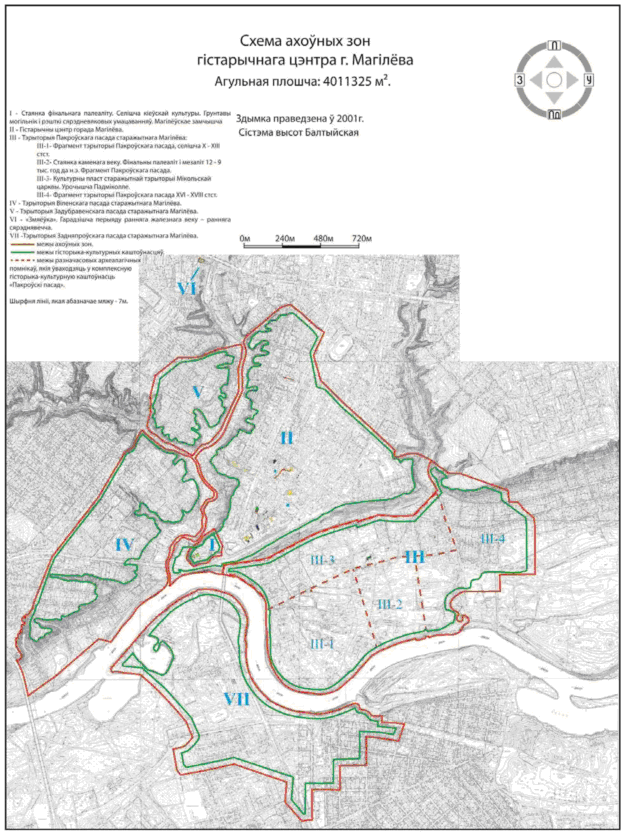 Схема ахоўных зон
гістарычнага цэнтра г. Магілёва
Агульная плошча: 4011325 м².
П
З
У
Пд
I - Стаянка фінальнага палеаліту. Селішча кіеўскай культуры. Грунтавы
могільнік і рэшткі сярэдневяковых умацаванняў. Магілёўскае замчышча
II - Гістарычны цэнтр горада Магілёва.
III - Тэрыторыя Пакроўскага пасада старажытнага Магілёва:
III-1- Фрагмент тэрыторыі Пакроўскага пасада, селішча X - XIII
стст.
III-2- Стаянка каменага веку. Фінальны палеаліт і мезаліт 12 - 9
тыс. год да н.э. Фрагмент Пакроўскага пасада.
III-3- Культурны пласт старажытнай тэрыторыі Мікольскай
царквы. Урочышча Падміколле.
III-4- Фрагмент тэрыторыі Пакроўскага пасада XVI - XVIII стст.
IV - Тэрыторыя Віленскага пасада старажытнага Магілёва.
V - Тэрыторыя Задубравенскага пасада старажытнага Магілёва.
VI - «Змяёўка». Гарадзішча перыяду ранняга жалезнага веку – ранняга
сярэднявечча.
VII -Тэрыторыя Задняпроўскага пасада старажытнага Магілева.
межы ахоўных зон.
межы гісторыка-культурных каштоўнасцяў
межы разначасовых археалагічных
помнікаў, якія ўваходзяць у комплексную
гісторыка-культурную каштоўнасць
«Пакроўскі пасад».
Шырфня лініі, якая абазначае мяжу - 7м.
Здымка праведзена ў 2001г.
Сістэма высот Балтыйская
0м 240м 480м 720м
VI
V
II
IV
I
III-4
III-3
III
III-2
III-1
VII